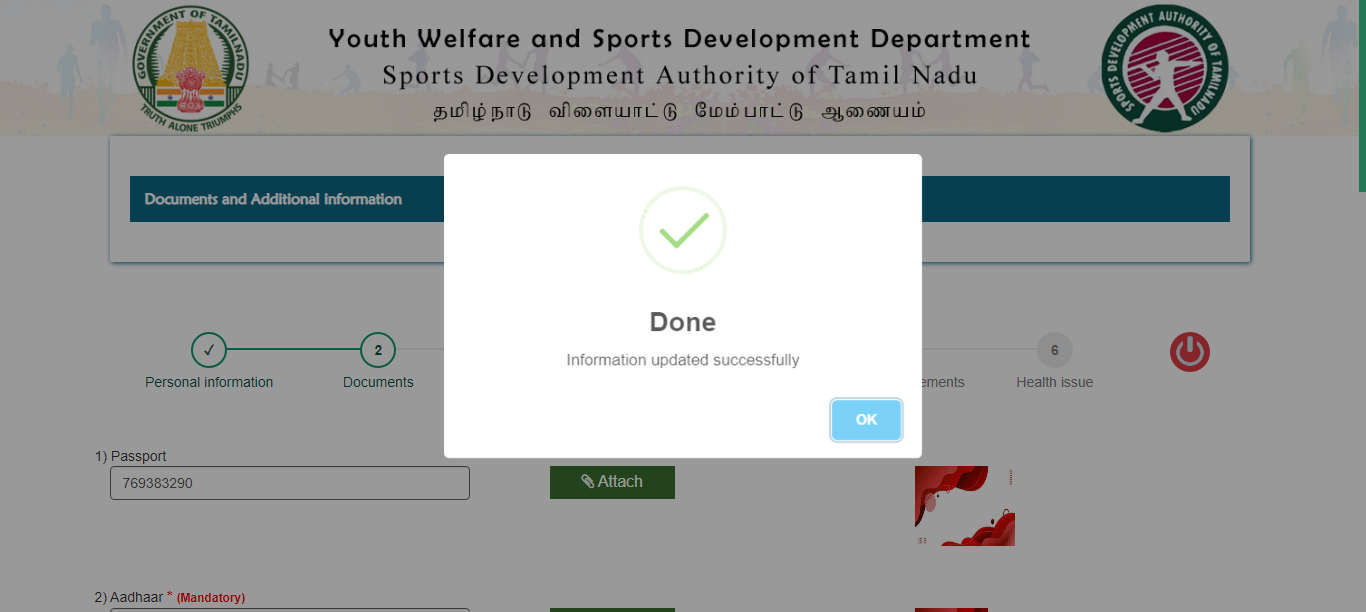 GOVERNMENT OF TAMILNADU
TRUTH ALONE TRIUMPHS
Youth Welfare and Sports Development Department
Sports Development Authority of Tamil Nadu
தமிழ்நாடு விளையாட்டு மேம்பாட்டு ஆணையம்
SPORTS DEVELOPMENT AUTHORITY OF TAMILNADU
Documents and Additional Information
Done
Information updated successfully
OK
✓
2
6
Personal information
Documents
ements
Health issue
1) Passport
769383290
Attach
2) Aadhaar * (Mandatory)